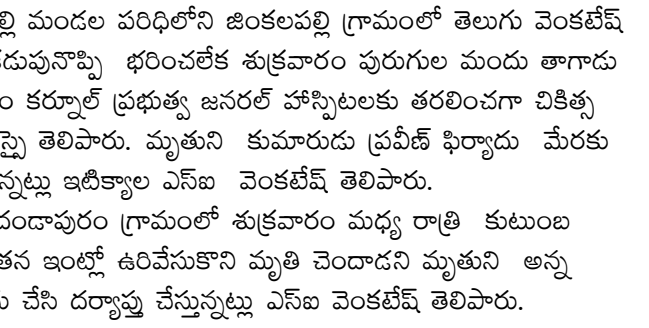 ల్లి మండల పరిధిలోని జింకలపల్లి గ్రామంలో తెలుగు వెంకటేష్
కడుపునొప్పి భరించలేక శుక్రవారం పురుగుల మందు తాగాడు
ం కర్నూల్ ప్రభుత్వ జనరల్ హాస్పిటలకు తరలించగా చికిత్స
స్సై తెలిపారు. మృతుని కుమారుడు ప్రవీణ్ ఫిర్యాదు మేరకు
న్నట్లు ఇటిక్యాల ఎస్ఐ వెంకటేష్ తెలిపారు.
దండాపురం గ్రామంలో శుక్రవారం మధ్య రాత్రి కుటుంబ
తన ఇంట్లో ఉరివేసుకొని మృతి చెందాడని మృతుని అన్న
చేసి దర్యాప్తు చేస్తున్నట్లు ఎస్ఐ వెంకటేష్ తెలిపారు.